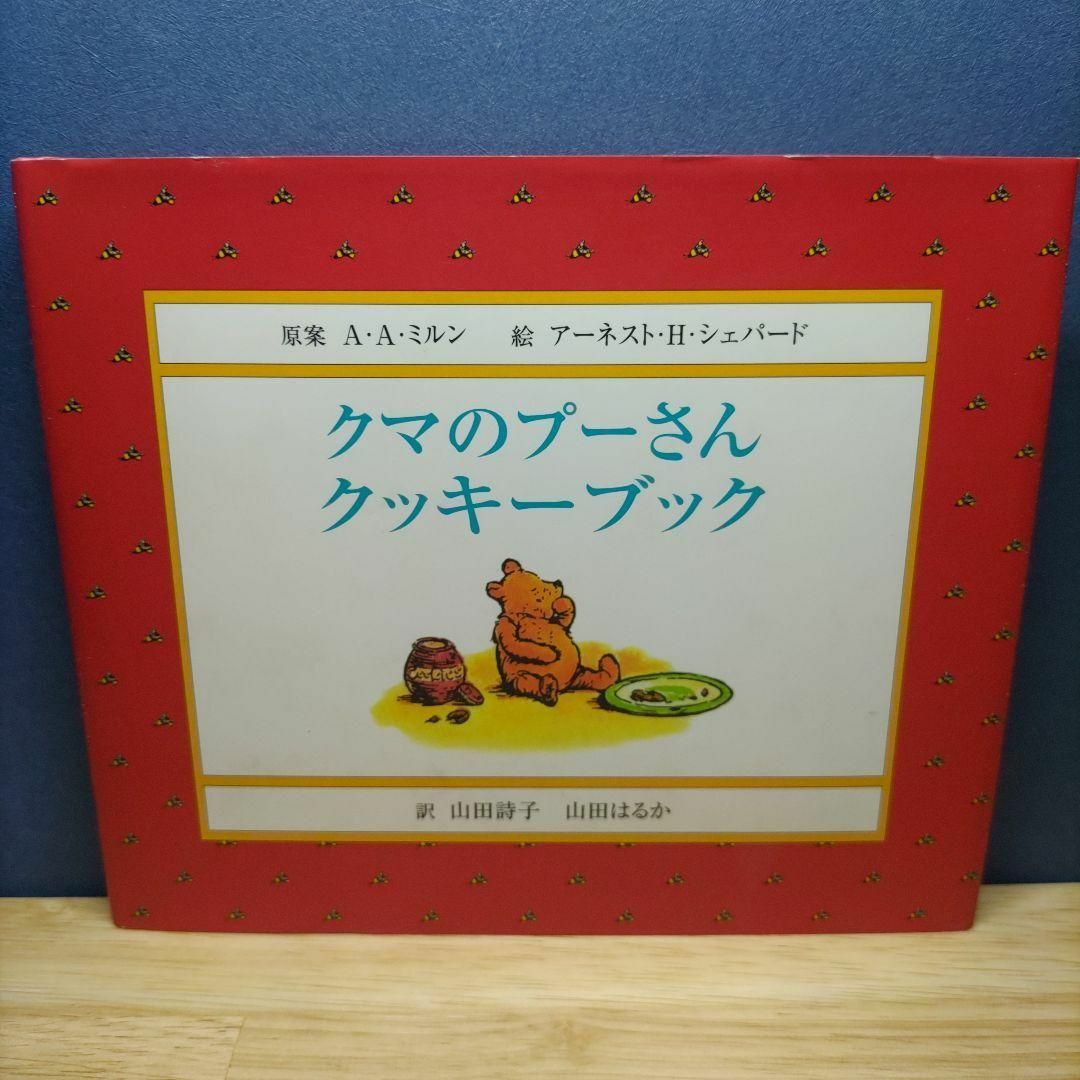 原案 A・A・ミルン 絵 アーネスト・H・シェパード
クマのプーさん
クッキーブック
訳 山田詩子 山田はるか